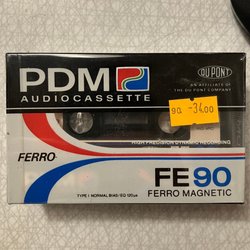 PDM
AUDIOCASSETTE
DU PONT
AN AFFILIATE OF
THE DU PONT COMPANY
90 -34.00
HIGH PRECISION DYNAMIC RECORDING
FERRO
FE 90
FERRO MAGNETIC
TYPE I NORMAL BIAS/EQ 120µs